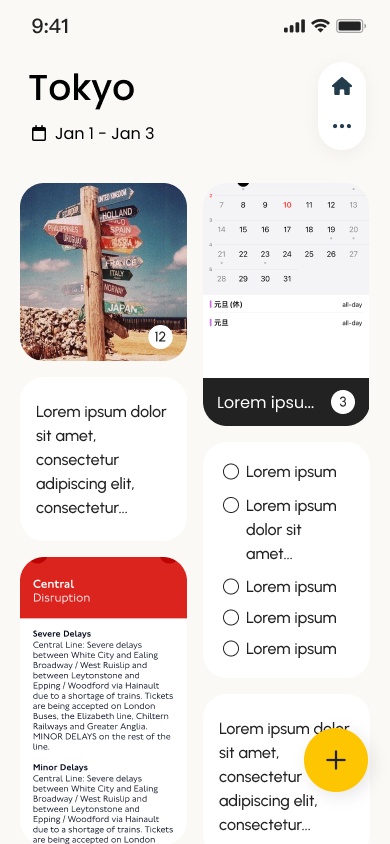 9:41
Tokyo
Jan 1 - Jan 3
UNITED KINGDOM
HOLLAND
PHILIPPINES
SPAIN
URUGUAY
RUSSIA
FRANCE
ITALY
NORWAY
JAPAN
12
Lorem ipsum dolor
sit amet,
consectetur
adipiscing elit,
consectetur...
Central
Disruption
Severe Delays
Central Line: Severe delays
between White City and Ealing
Broadway / West Ruislip and
between Leytonstone and
Epping / Woodford via Hainault
due to a shortage of trains. Tickets
are being accepted on London
Buses, the Elizabeth line, Chiltern
Railways and Greater Anglia.
MINOR DELAYS on the rest of the
line.
Minor Delays
Central Line: Severe delays
between White City and Ealing
Broadway / West Ruislip and
between Leytonstone and
Epping / Woodford via Hainault
due to a shortage of trains. Tickets
are being accepted on London
2
7 8 9 10 11 12 13
3
14 15 16 17 18 19 20
4
21 22 23 24 25 26 27
5
28 29 30 31
元旦 (休) all-day
元旦 all-day
Lorem ipsu... 3
Lorem ipsum
Lorem ipsum
dolor sit
amet...
Lorem ipsum
Lorem ipsum
Lorem ipsum
Lorem ipsum dolor
sit amet,
consectetur
adipiscing elit,
consectetur...